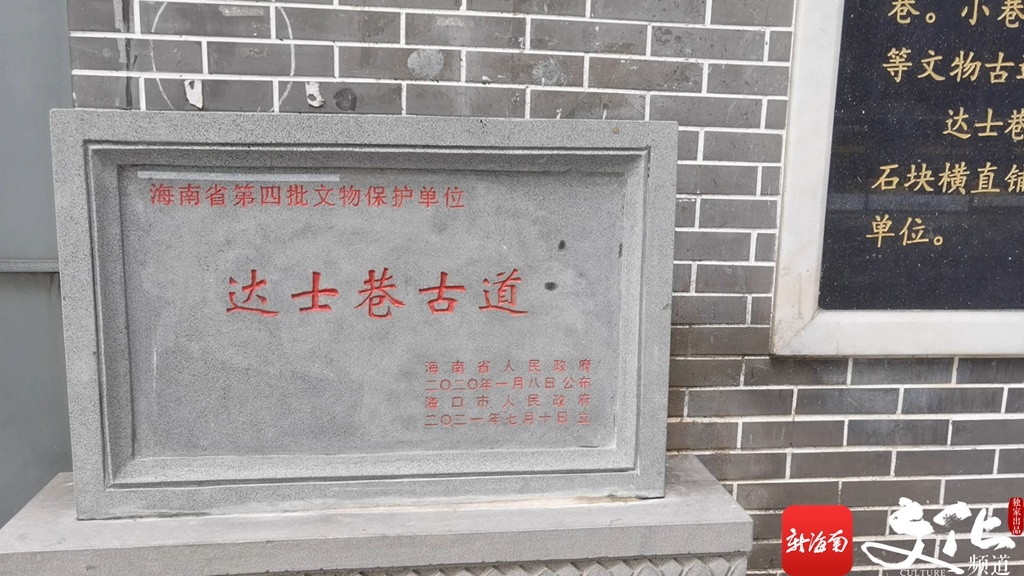 海南省第四批文物保护单位
达士巷古道
海南省人民政府
二〇二〇年一月八日公布
海口市人民政府
二〇二一年七月十日立
巷。小巷
等文物古
达士巷
石块横直铺
单位。
新海南
文化
CULTURE 频道
独家出品